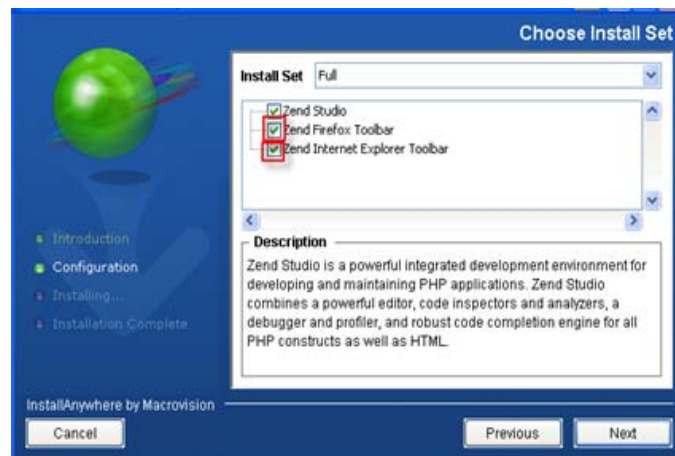 Choose Install Set
Install Set Full
Zend Studio
Zend Firefox Toolbar
Zend Internet Explorer Toolbar
Introduction
Configuration
Installing...
Installation Complete
Description
Zend Studio is a powerful integrated development environment for
developing and maintaining PHP applications. Zend Studio
combines a powerful editor, code inspectors and analyzers, a
debugger and profiler, and robust code completion engine for all
PHP constructs as well as HTML.
InstallAnywhere by Macrovision
Cancel
Previous
Next